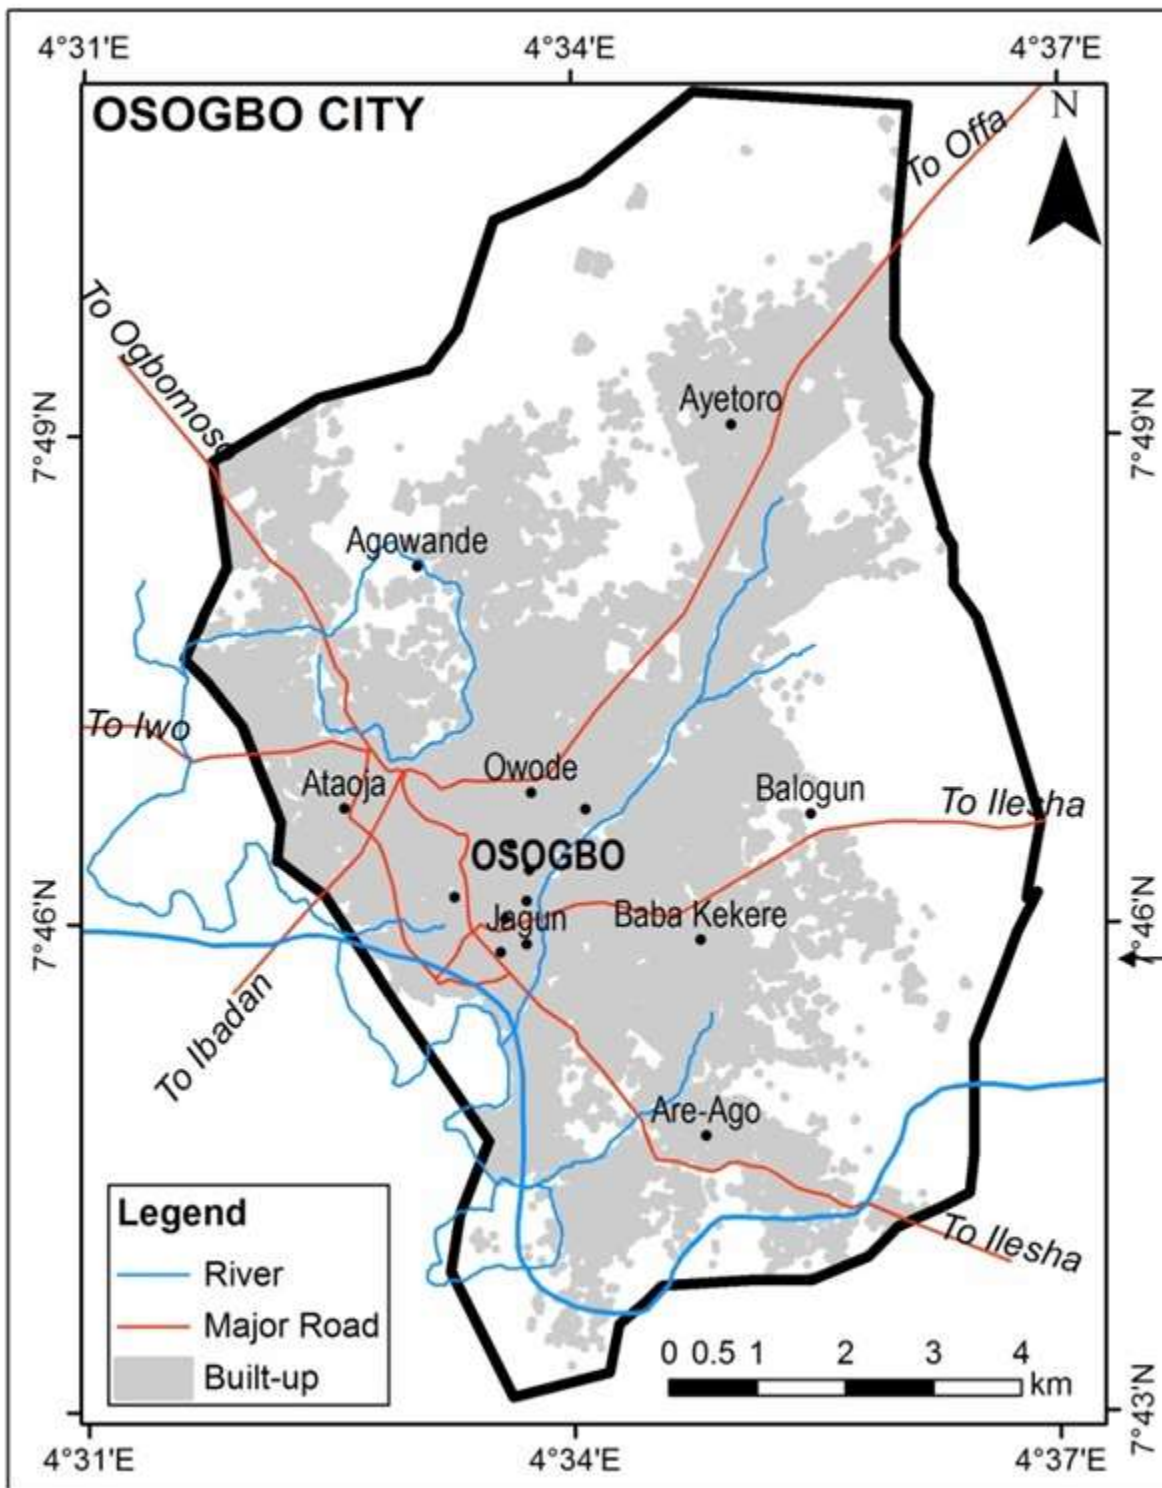 4°31'E 4°34'E 4°37'E
OSOGBO CITY
N
To Offa
To Ogbomoso
7°49'N
7°49'N
Ayetoro
Agowande
To Iwo
Owode
Ataoja
Balogun
To Ilesha
OSOGBO
Jagun
Baba Kekere
7°46'N
7°46'N
To Ibadan
Are-Ago
To Ilesha
Legend
River
Major Road
Built-up
0 0.5 1 2 3 4
km
7°43'N
4°31'E 4°34'E 4°37'E